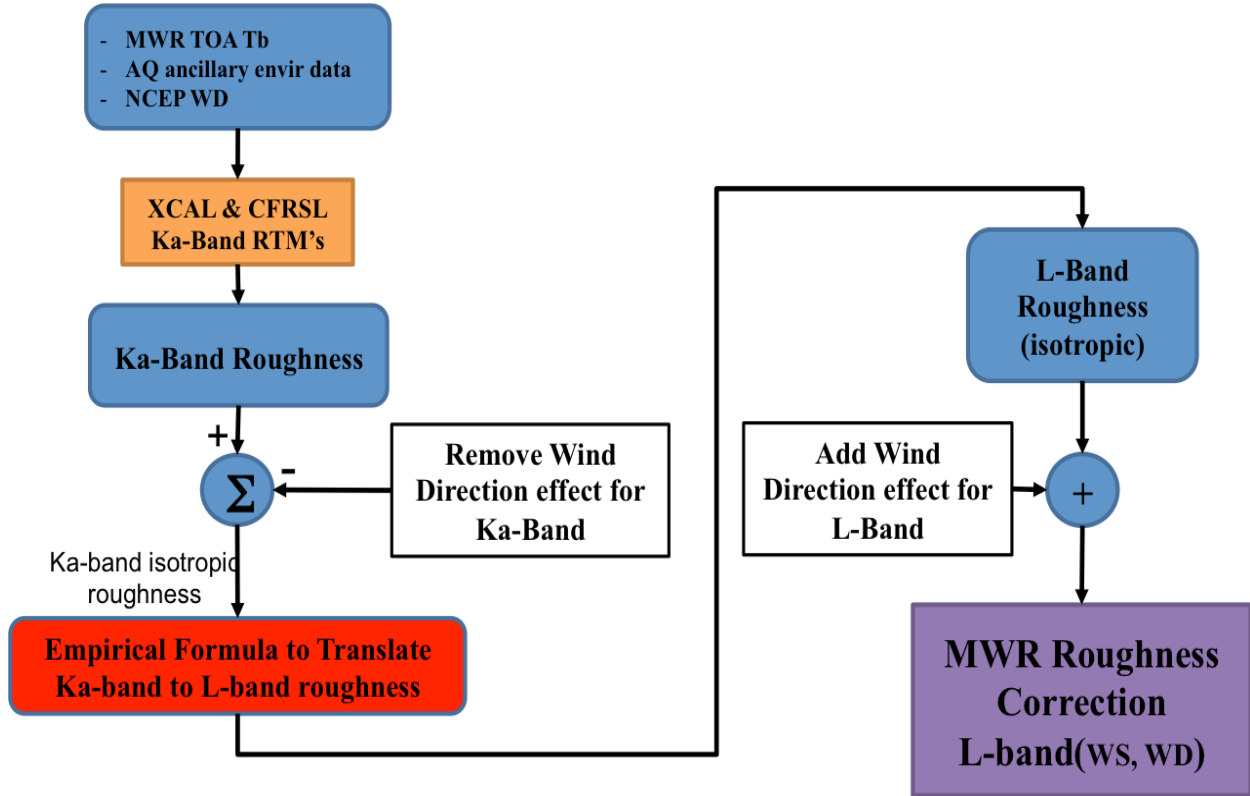 - MWR TOA Tb
- AQ ancillary envir data
- NCEP WD
XCAL & CFRSL
Ka-Band RTM's
Ka-Band Roughness
+
-
Σ
Remove Wind
Direction effect for
Ka-Band
Ka-band isotropic
roughness
Empirical Formula to Translate
Ka-band to L-band roughness
L-Band
Roughness
(isotropic)
Add Wind
Direction effect for
L-Band
+
MWR Roughness
Correction
L-band(WS, WD)